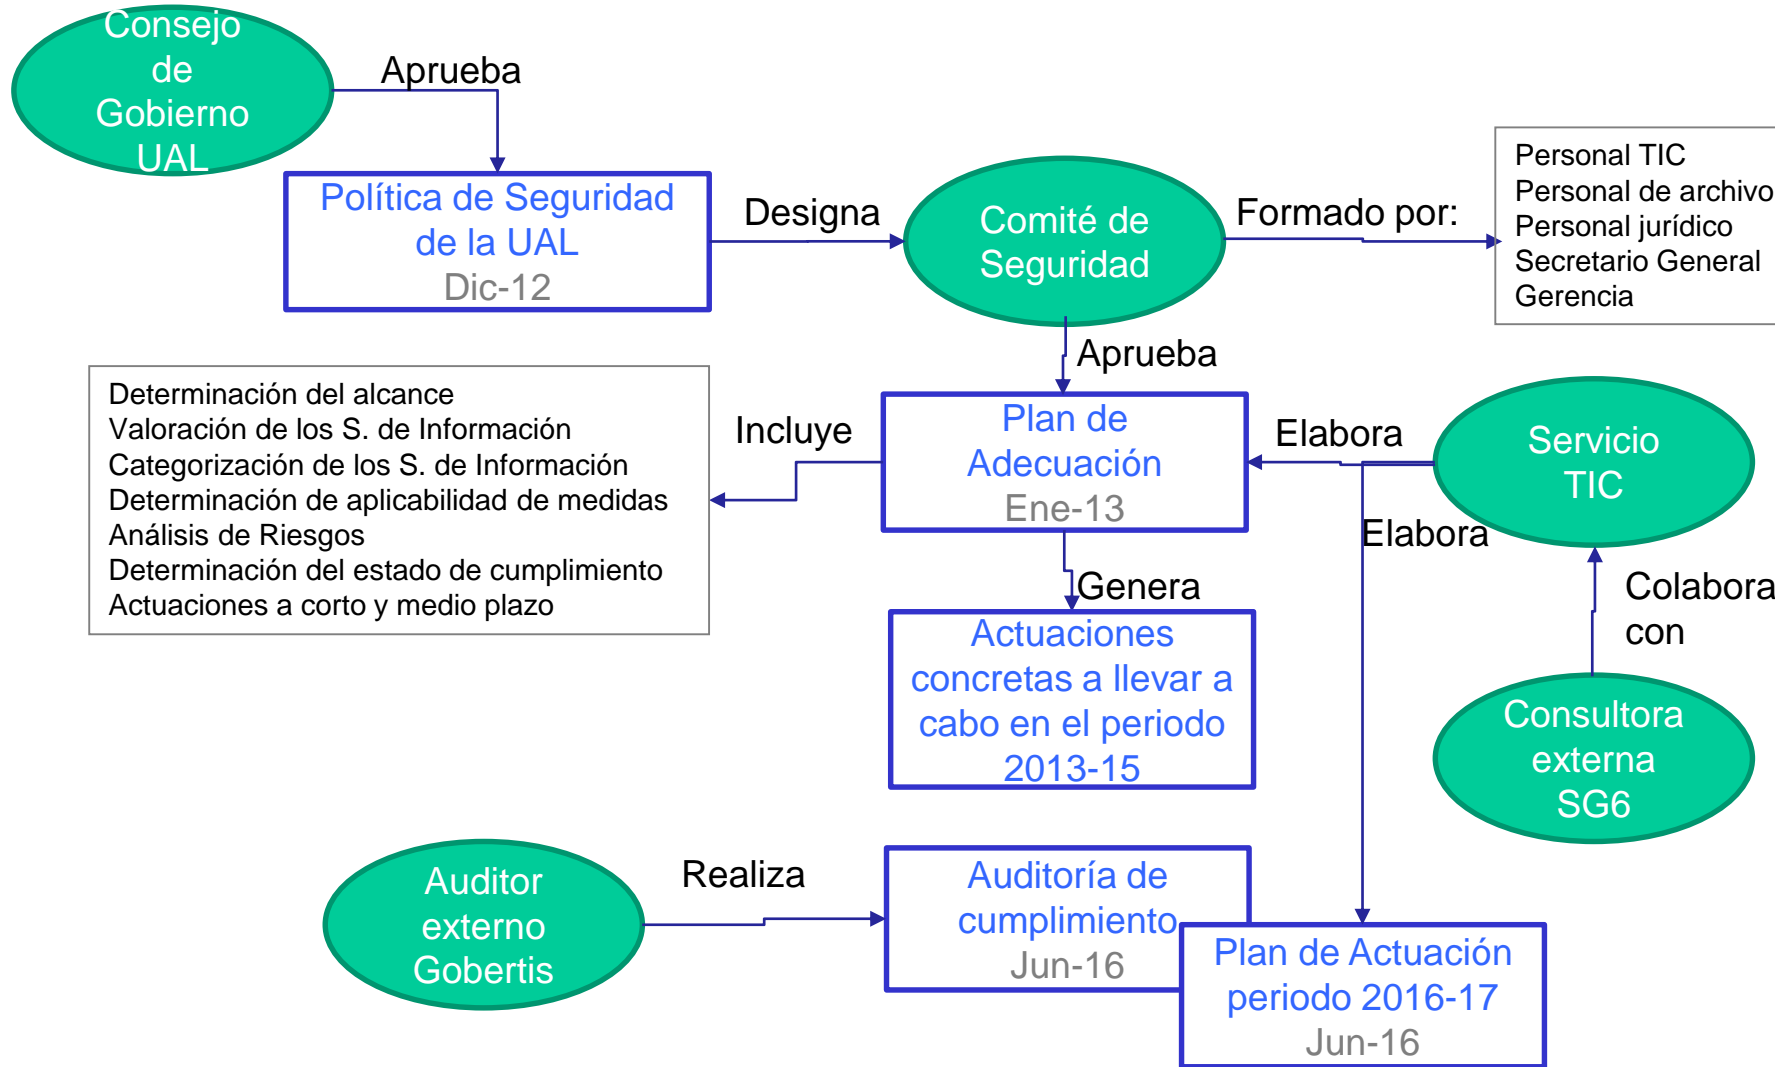 Consejo
de
Gobierno
UAL
Aprueba
Política de Seguridad
de la UAL
Dic-12
Designa
Comité de
Seguridad
Formado por:
Personal TIC
Personal de archivo
Personal jurídico
Secretario General
Gerencia
Aprueba
Determinación del alcance
Valoración de los S. de Información
Categorización de los S. de Información
Determinación de aplicabilidad de medidas
Análisis de Riesgos
Determinación del estado de cumplimiento
Actuaciones a corto y medio plazo
Incluye
Plan de
Adecuación
Ene-13
Elabora
Servicio
TIC
Elabora
Genera
Colabora
con
Actuaciones
concretas a llevar a
cabo en el periodo
2013-15
Consultora
externa
SG6
Auditor
externo
Gobertis
Realiza
Auditoría de
cumplimiento
Jun-16
Plan de Actuación
periodo 2016-17
Jun-16